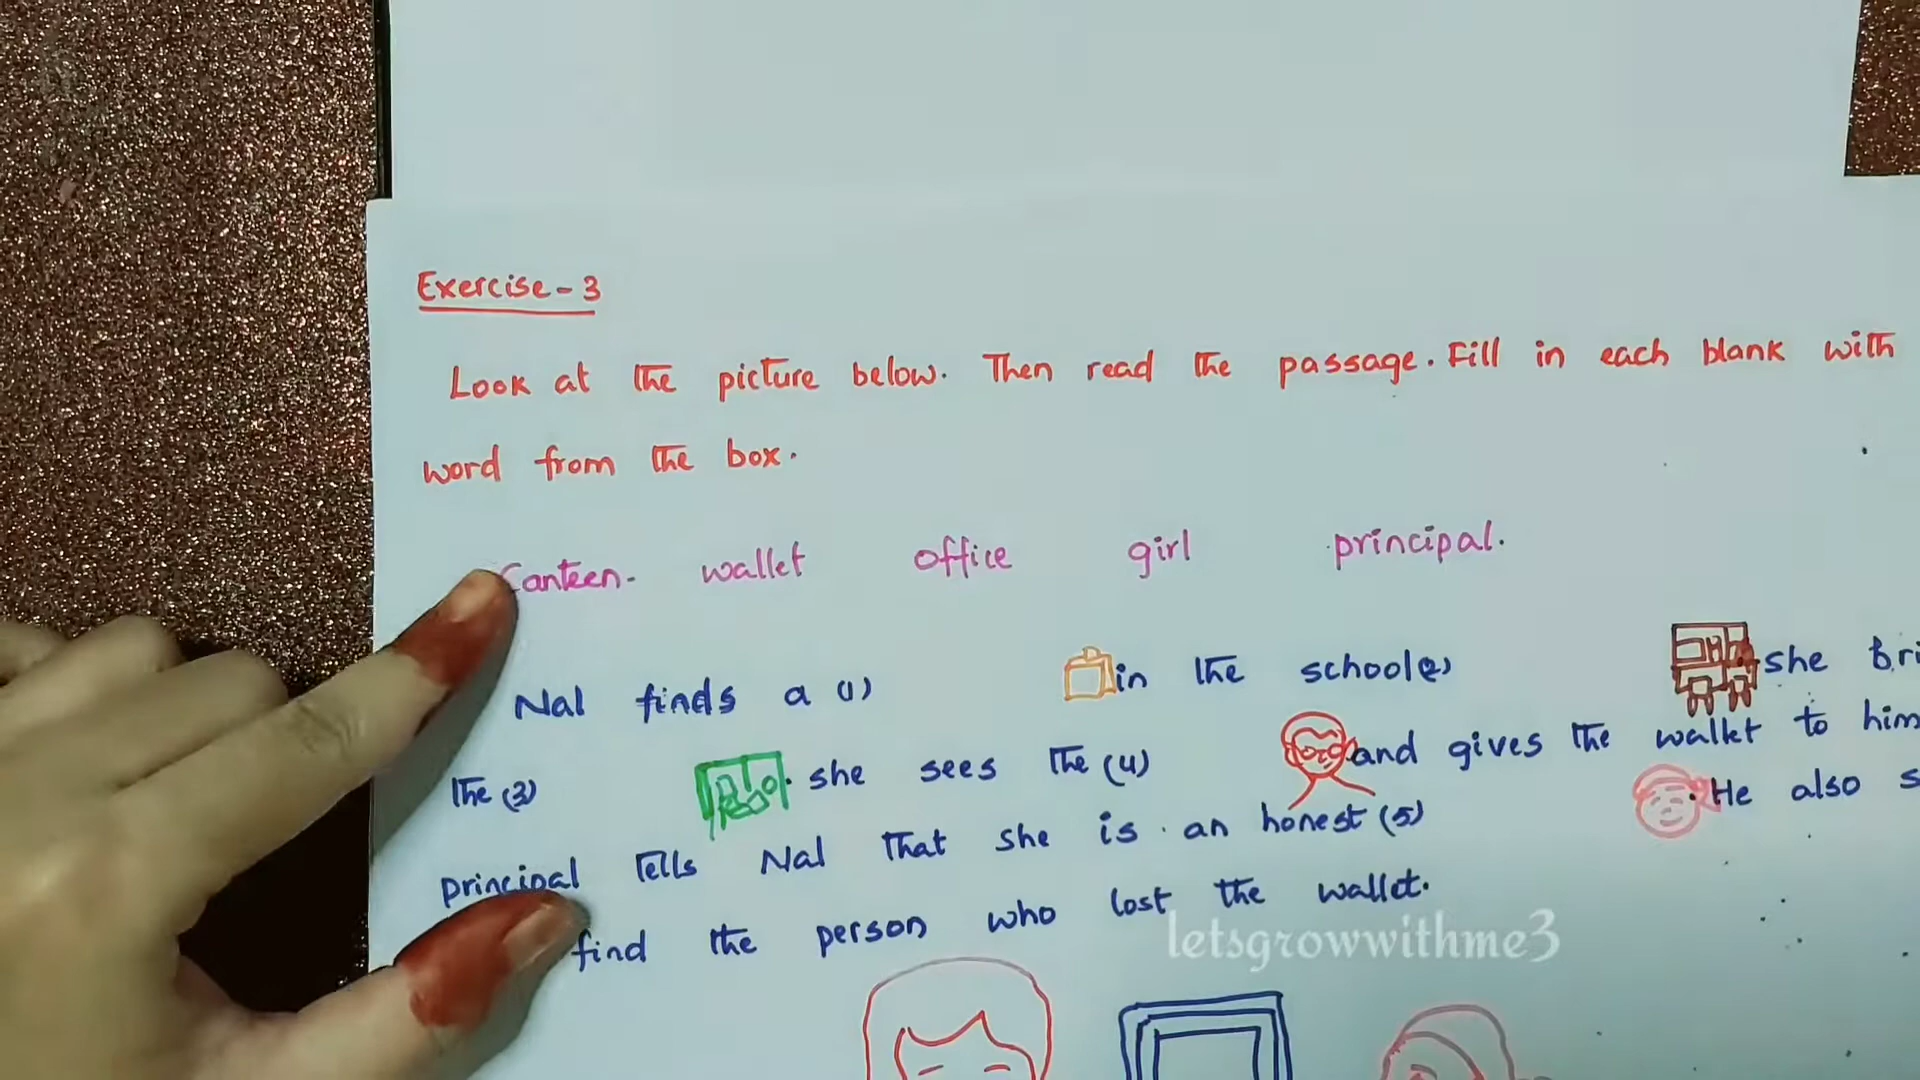 Exercise-3
Look at the picture below. Then read the passage. Fill in each blank with
word from the box.
Canteen. wallet office girl principal.
Nal finds a (1) in the school(2) she Bri
the (3) . she sees the (4) and gives the wallet to him
principal tells Nal that she is an honest (5) . He also s
find the person who lost the wallet.
letsgrowwithme3